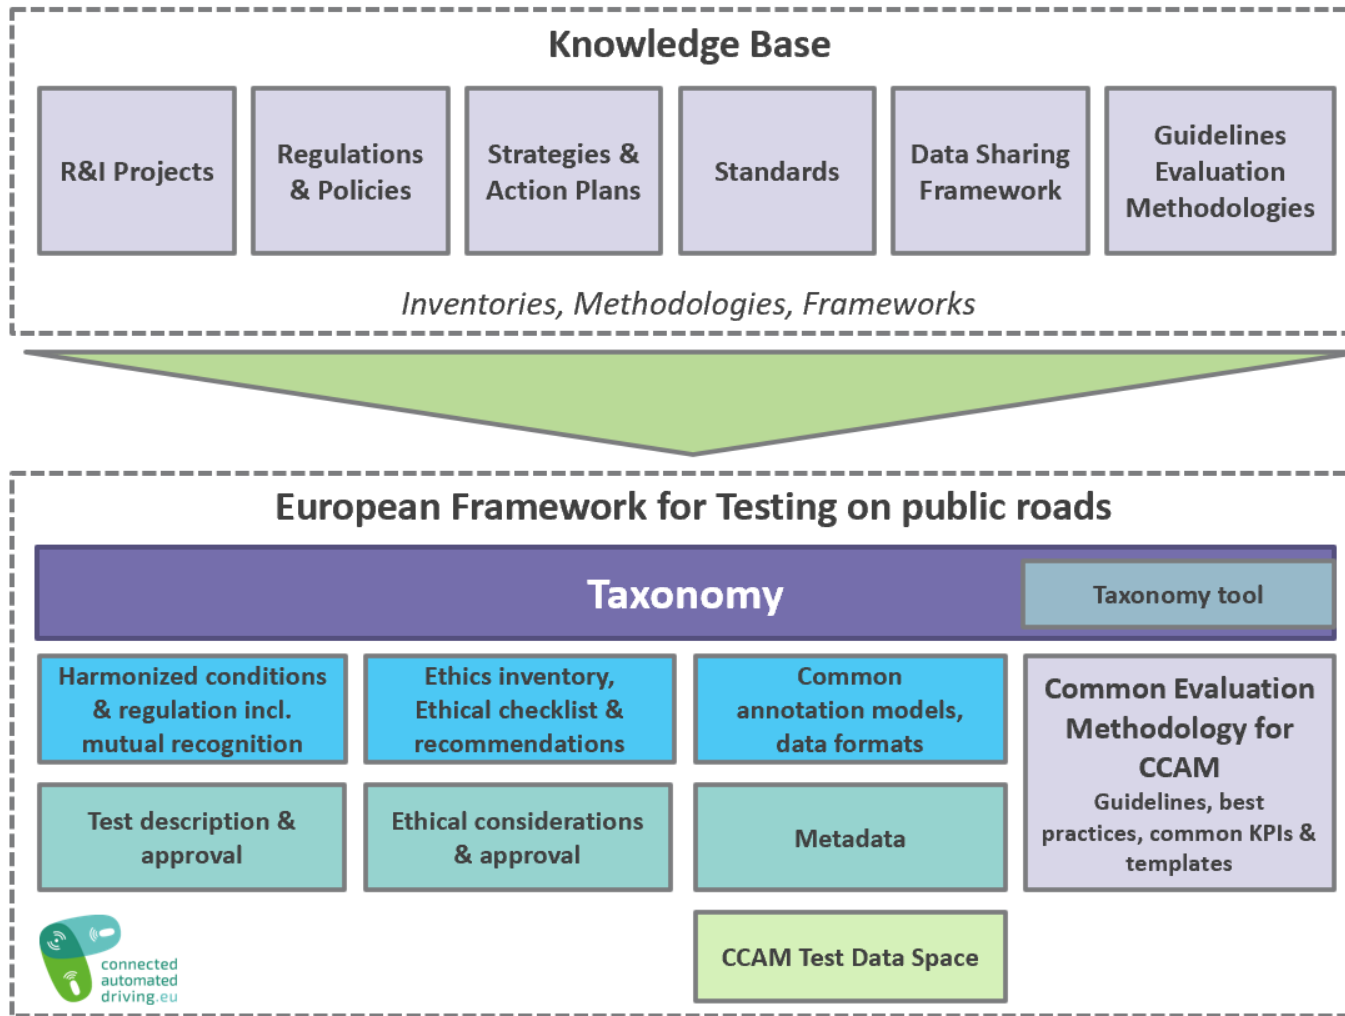 Knowledge Base
R&I Projects
Regulations
& Policies
Strategies &
Action Plans
Standards
Data Sharing
Framework
Guidelines
Evaluation
Methodologies
Inventories, Methodologies, Frameworks
European Framework for Testing on public roads
Taxonomy
Taxonomy tool
Harmonized conditions
& regulation incl.
mutual recognition
Ethics inventory,
Ethical checklist &
recommendations
Common
annotation models,
data formats
Common Evaluation
Methodology for
CCAM
Guidelines, best
practices, common KPIs &
templates
Test description &
approval
Ethical considerations
& approval
Metadata
CCAM Test Data Space
connected
automated
driving.eu